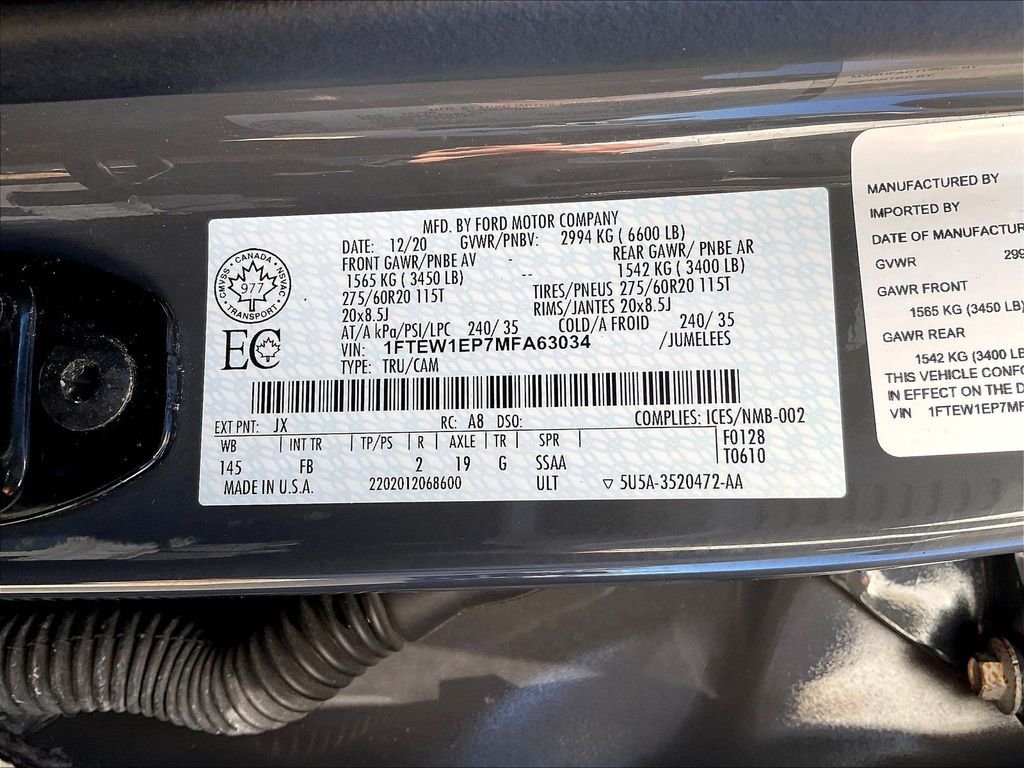 MFD. BY FORD MOTOR COMPANY
DATE: 12/20 GVWR/PNBV: 2994 KG ( 6600 LB)
FRONT GAWR/ PNBE AV REAR GAWR/ PNBE AR
1565 KG ( 3450 LB) -- 1542 KG ( 3400 LB)
275/60R20 115T TIRES/PNEUS 275/60R20 115T
20x8.5J RIMS/JANTES 20x8.5J
AT/A kPa/PSI/LPC 240/ 35 COLD/A FROID 240/ 35
VIN: 1FTEW1EP7MFA63034 /JUMELEES
TYPE: TRU/CAM
CMVSS · CANADA · NSVAC
977
TRANSPORT
EC
EXT PNT: JX RC: A8 DSO: COMPLIES: ICES/NMB-002
WB | INT TR | TP/PS | R | AXLE | TR | SPR | F0128
145 FB 2 19 G SSAA T0610
MADE IN U.S.A. 2202012068600 ULT ▽ 5U5A-3520472-AA
MANUFACTURED BY
IMPORTED BY
DATE OF MANUFACTUR
GVWR 299
GAWR FRONT
1565 KG (3450 LB)
GAWR REAR
1542 KG (3400 LB
THIS VEHICLE CONFO
IN EFFECT ON THE D
VIN 1FTEW1EP7MF